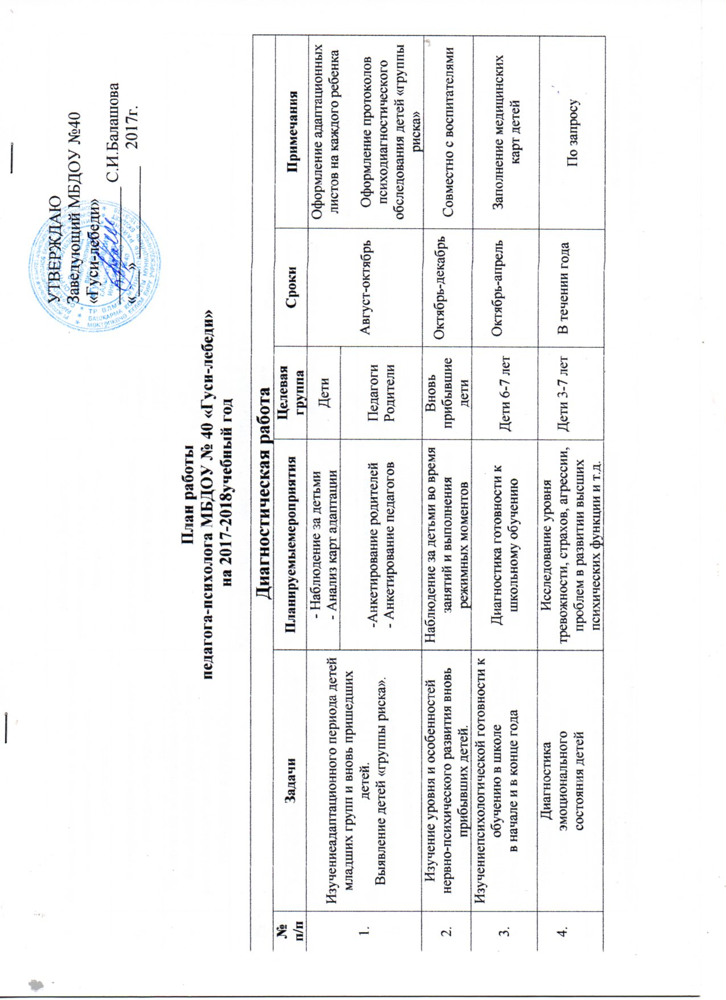 УТВЕРЖДАЮ
Заведующий МБДОУ №40
«Гуси-лебеди»
____________ С.И.Балашова
«____» ____________ 2017г.
План работы
педагога-психолога МБДОУ № 40 «Гуси-лебеди»
на 2017-2018учебный год
Диагностическая работа
№
п/п
Задачи
Планируемыемероприятия
Целевая
группа
Сроки
Примечания
1.
Изучениеадаптационного периода детей
младших групп и вновь пришедших
детей.
Выявление детей «группы риска».
- Наблюдение за детьми
- Анализ карт адаптации
Дети
-Анкетирование родителей
- Анкетирование педагогов
Педагоги
Родители
Август-октябрь
Оформление адаптационных
листов на каждого ребенка
Оформление протоколов
психодиагностического
обследования детей «группы
риска»
2.
Изучение уровня и особенностей
нервно-психического развития вновь
прибывших детей.
Наблюдение за детьми во время
занятий и выполнения
режимных моментов
Вновь
прибывшие
дети
Октябрь-декабрь
Совместно с воспитателями
3.
Изучениепсихологической готовности к
обучению в школе
в начале и в конце года
Диагностика готовности к
школьному обучению
Дети 6-7 лет
Октябрь-апрель
Заполнение медицинских
карт детей
4.
Диагностика
эмоционального
состояния детей
Исследование уровня
тревожности, страхов, агрессии,
проблем в развитии высших
психических функции и т.д.
Дети 3-7 лет
В течении года
По запросу